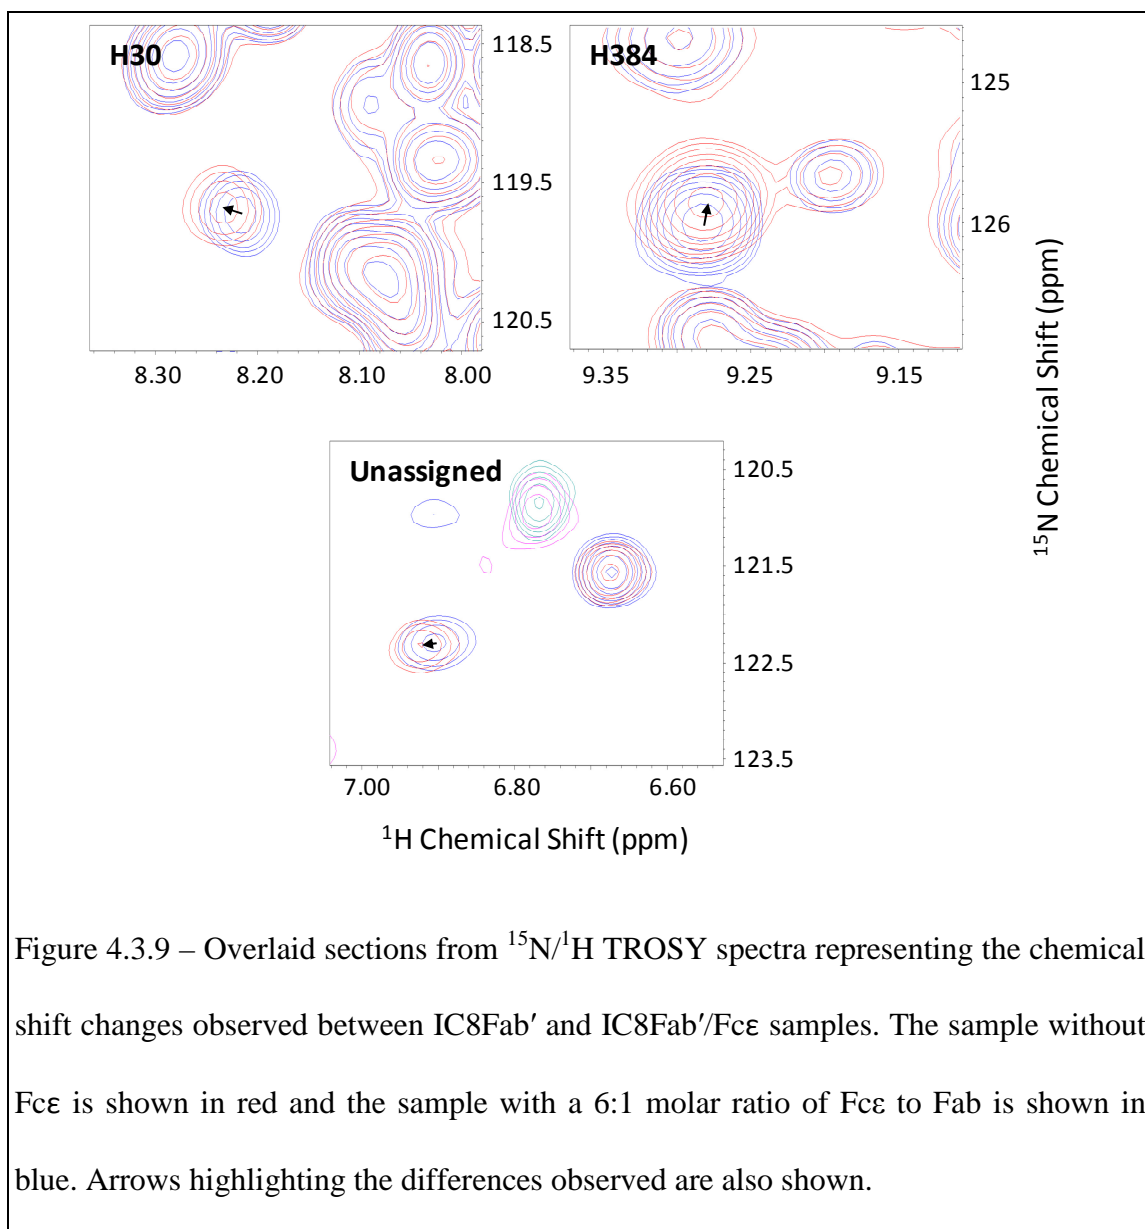 H30
118.5
119.5
120.5
8.30 8.20 8.10 8.00
H384
125
126
9.35 9.25 9.15
¹⁵N Chemical Shift (ppm)
Unassigned
120.5
121.5
122.5
123.5
7.00 6.80 6.60
¹H Chemical Shift (ppm)
Figure 4.3.9 – Overlaid sections from ¹⁵N/¹H TROSY spectra representing the chemical
shift changes observed between IC8Fab′ and IC8Fab′/Fcε samples. The sample without
Fcε is shown in red and the sample with a 6:1 molar ratio of Fcε to Fab is shown in
blue. Arrows highlighting the differences observed are also shown.